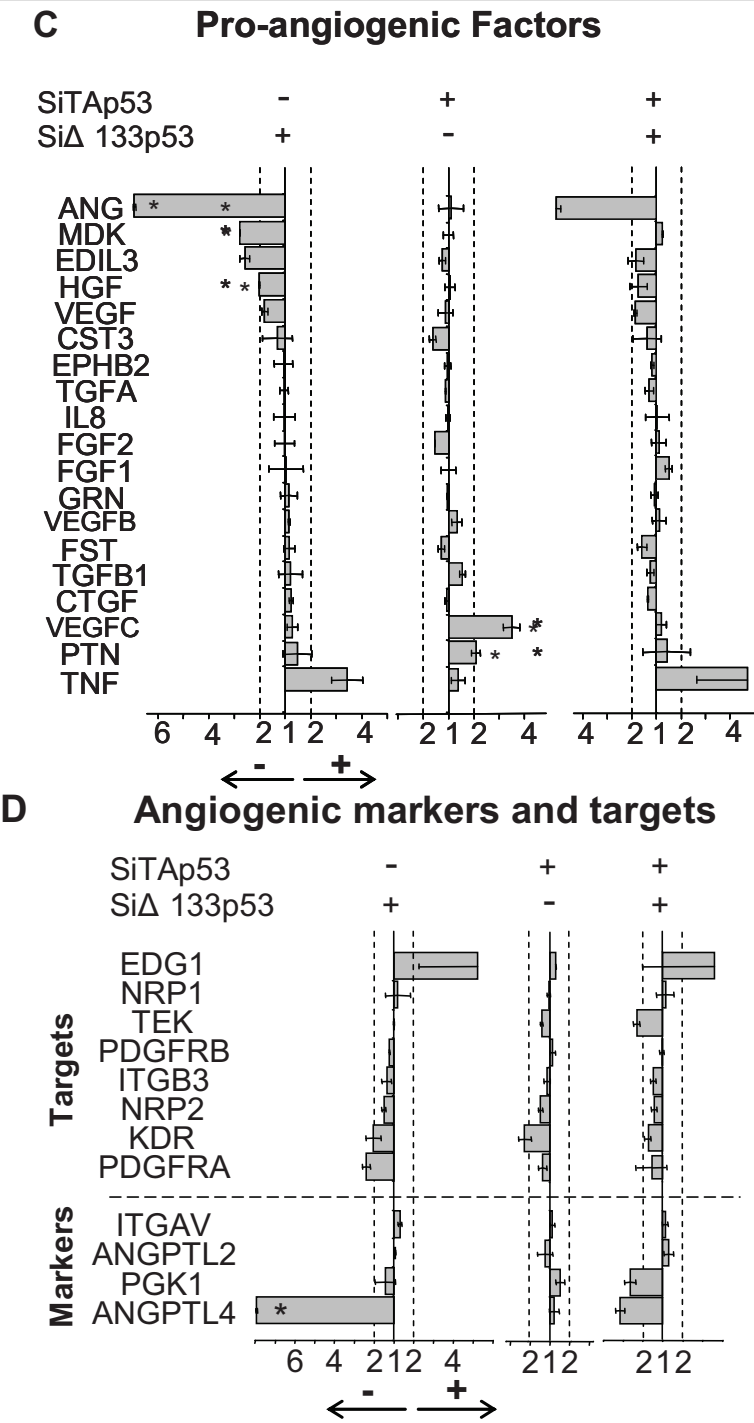 C Pro-angiogenic Factors
SiTAp53 - + +
SiΔ 133p53 + - +
ANG * *
MDK *
EDIL3
HGF * *
VEGF
CST3
EPHB2
TGFA
IL8
FGF2
FGF1
GRN
VEGFB
FST
TGFB1
CTGF
VEGFC * *
PTN * *
TNF
6 4 2 1 2 4 2 1 2 4 4 2 1 2 4
- +
D Angiogenic markers and targets
SiTAp53 - + +
SiΔ 133p53 + - +
Targets
EDG1
NRP1
TEK
PDGFRB
ITGB3
NRP2
KDR
PDGFRA
Markers
ITGAV
ANGPTL2
PGK1
ANGPTL4 *
6 4 2 1 2 4 2 1 2 2 1 2
- +